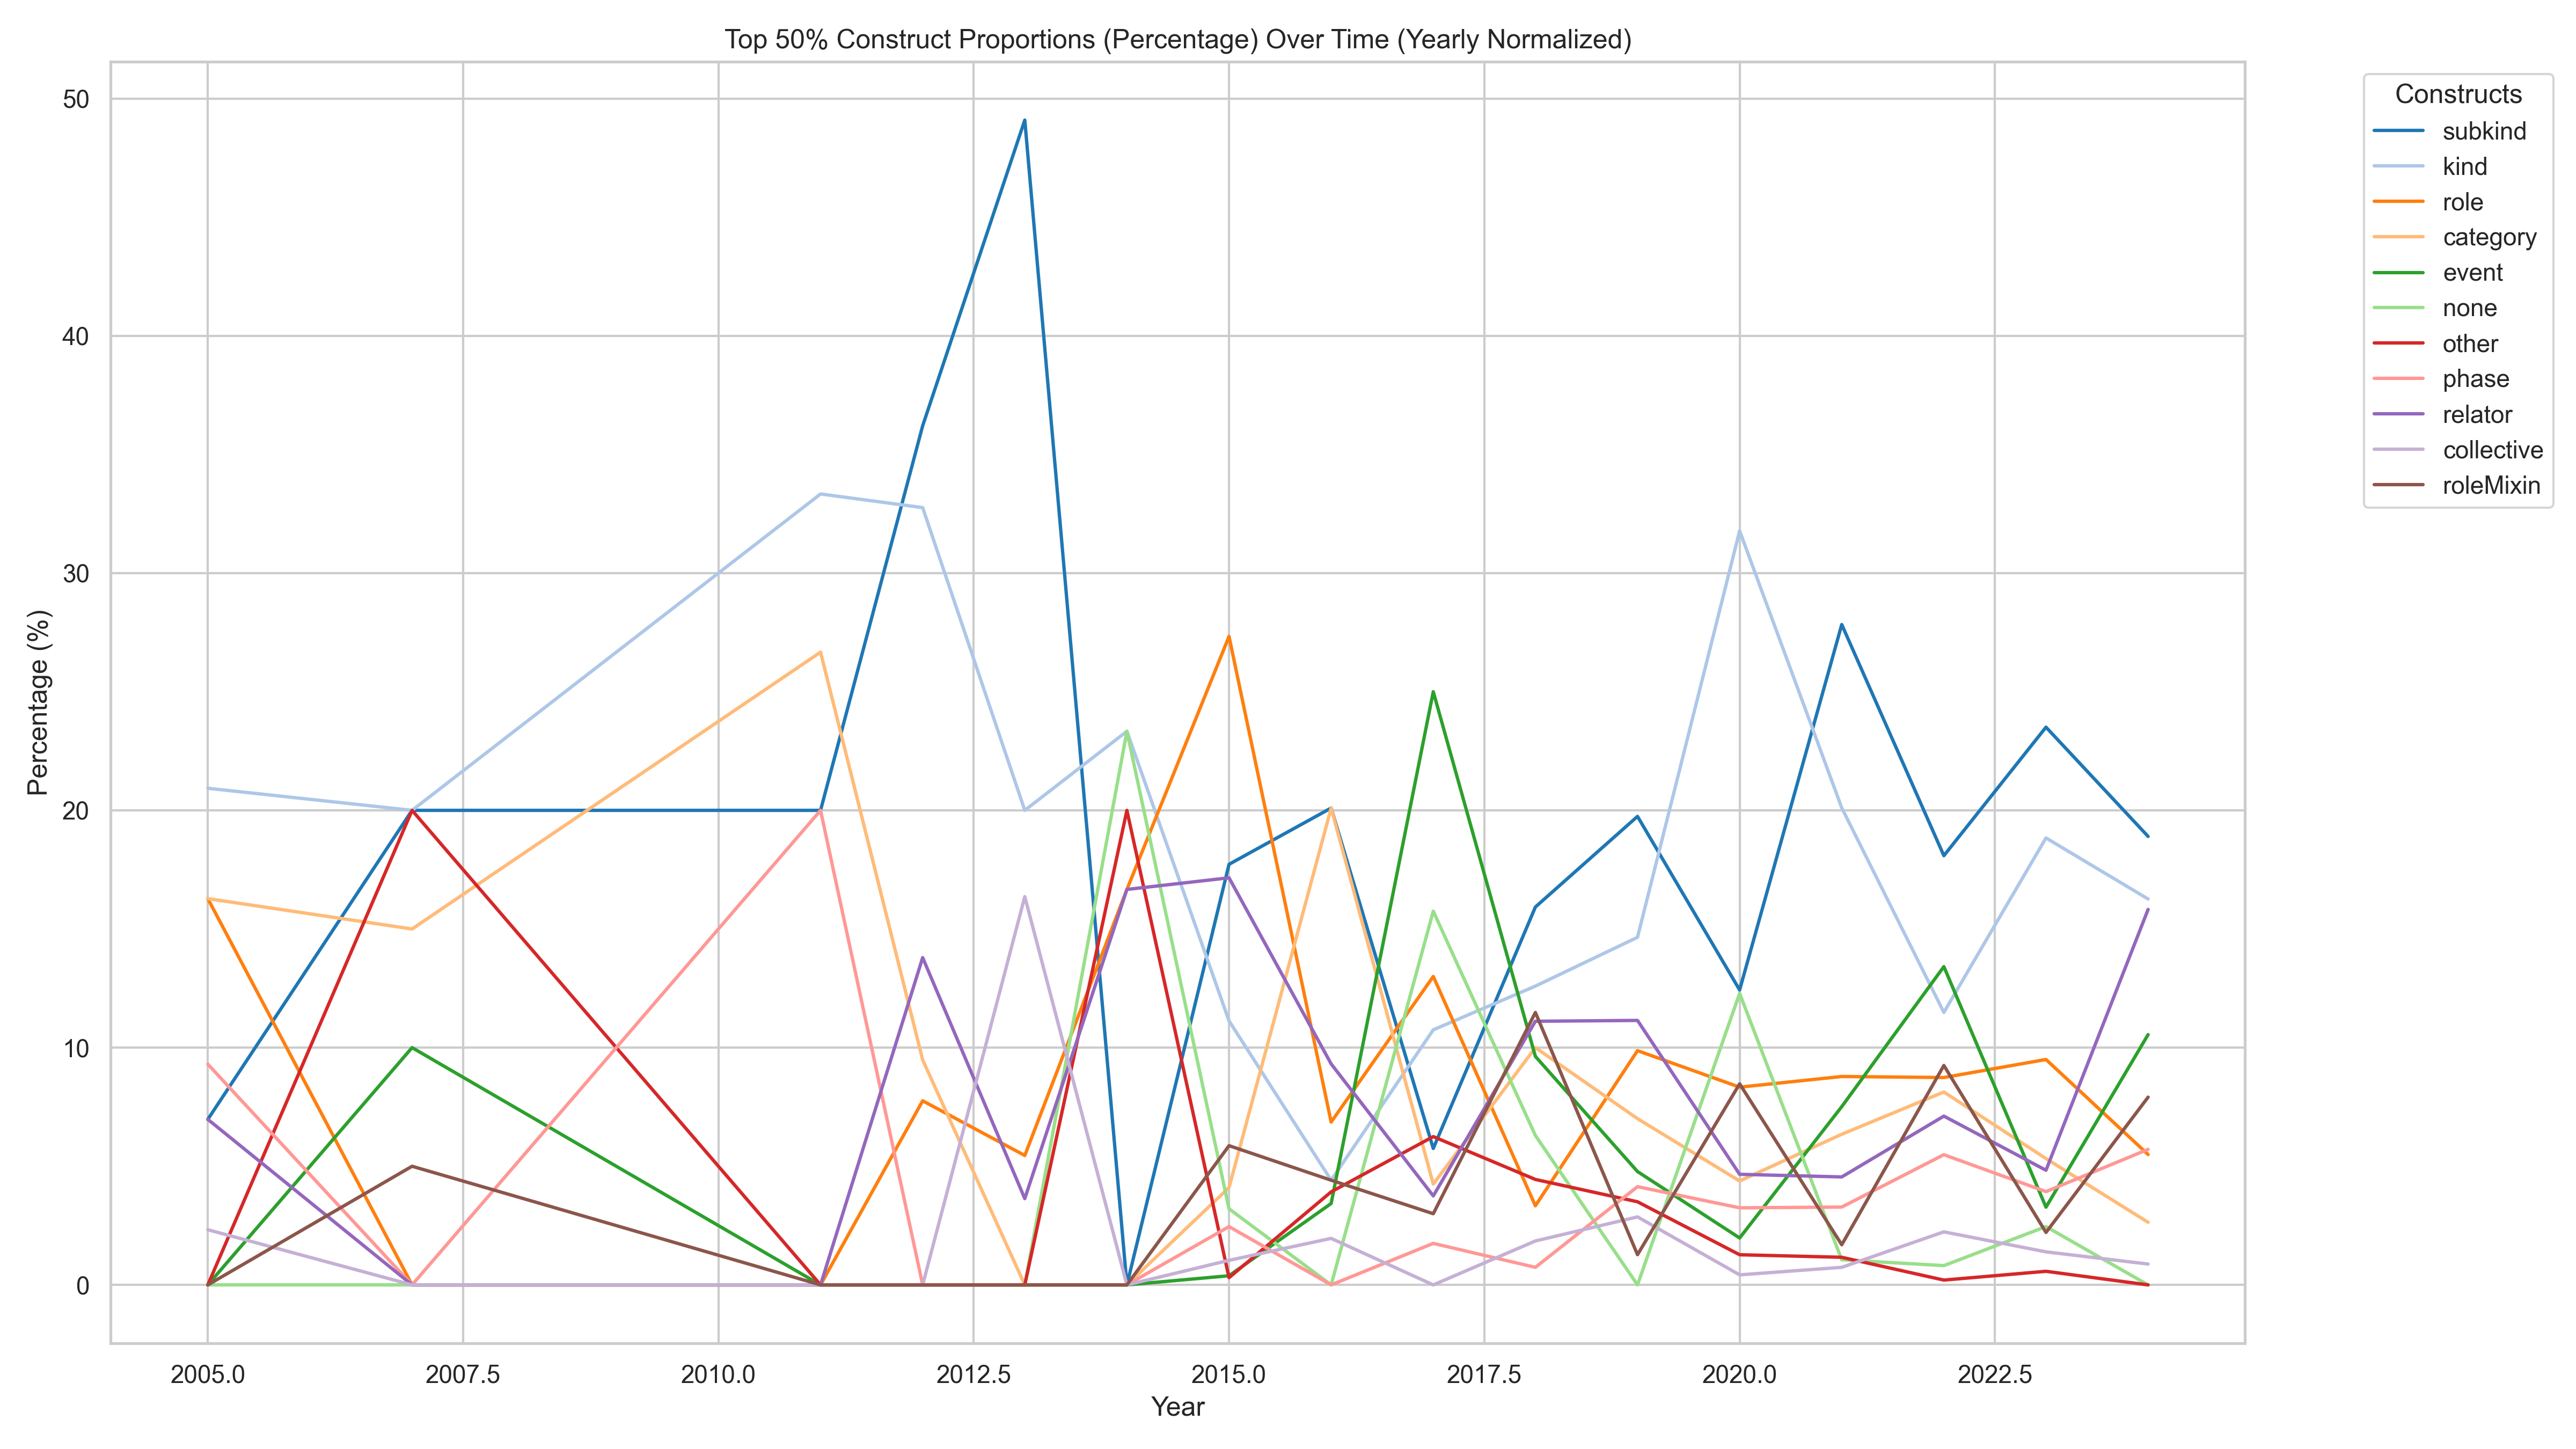 Top 50% Construct Proportions (Percentage) Over Time (Yearly Normalized)
50
40
30
20
10
0
Percentage (%)
2005.0 2007.5 2010.0 2012.5 2015.0 2017.5 2020.0 2022.5
Year
Constructs
subkind
kind
role
category
event
none
other
phase
relator
collective
roleMixin